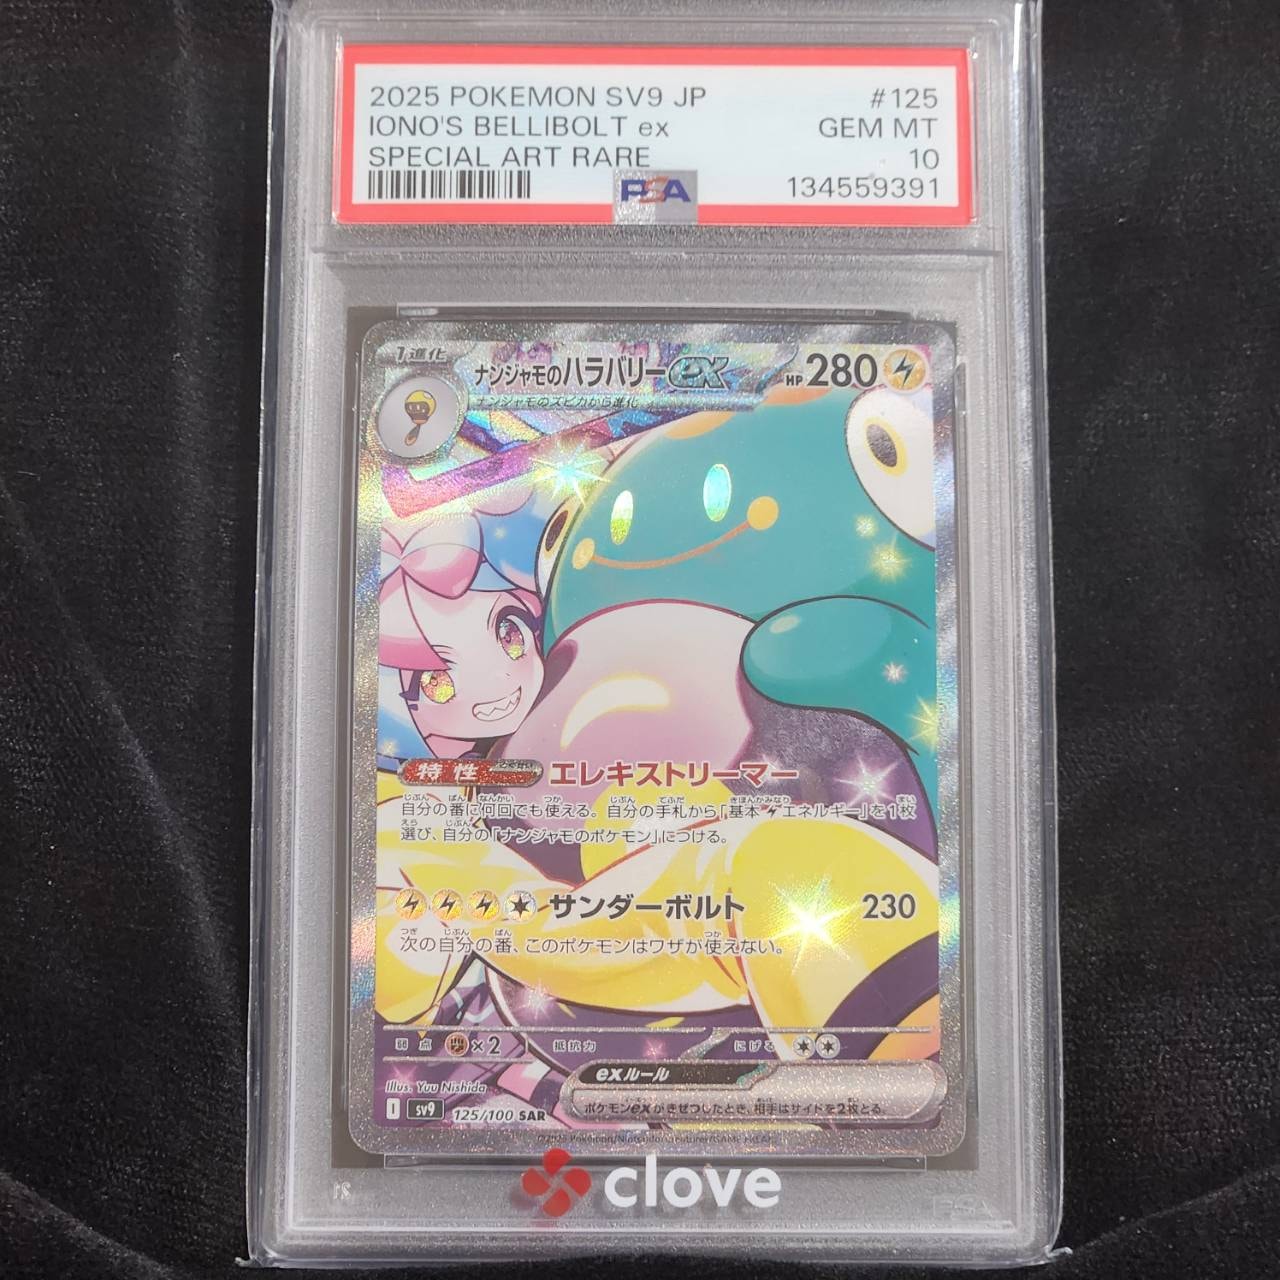 2025 POKEMON SV9 JP #125
IONO'S BELLIBOLT ex GEM MT
SPECIAL ART RARE 10
PSA 134559391
1進化 ナンジャモのハラバリーex HP 280
ナンジャモのズピカから進化
特性 エレキストリーマー
自分の番に何回でも使える。自分の手札から「基本エネルギー」を1枚
選び、自分の「ナンジャモのポケモン」につける。
サンダーボルト 230
次の自分の番、このポケモンはワザが使えない。
弱点 ×2 抵抗力 にげる
exルール
ポケモンexがきぜつしたとき、相手はサイドを2枚とる。
Illus. Yuu Nishida
I SV9 125/100 SAR
clove